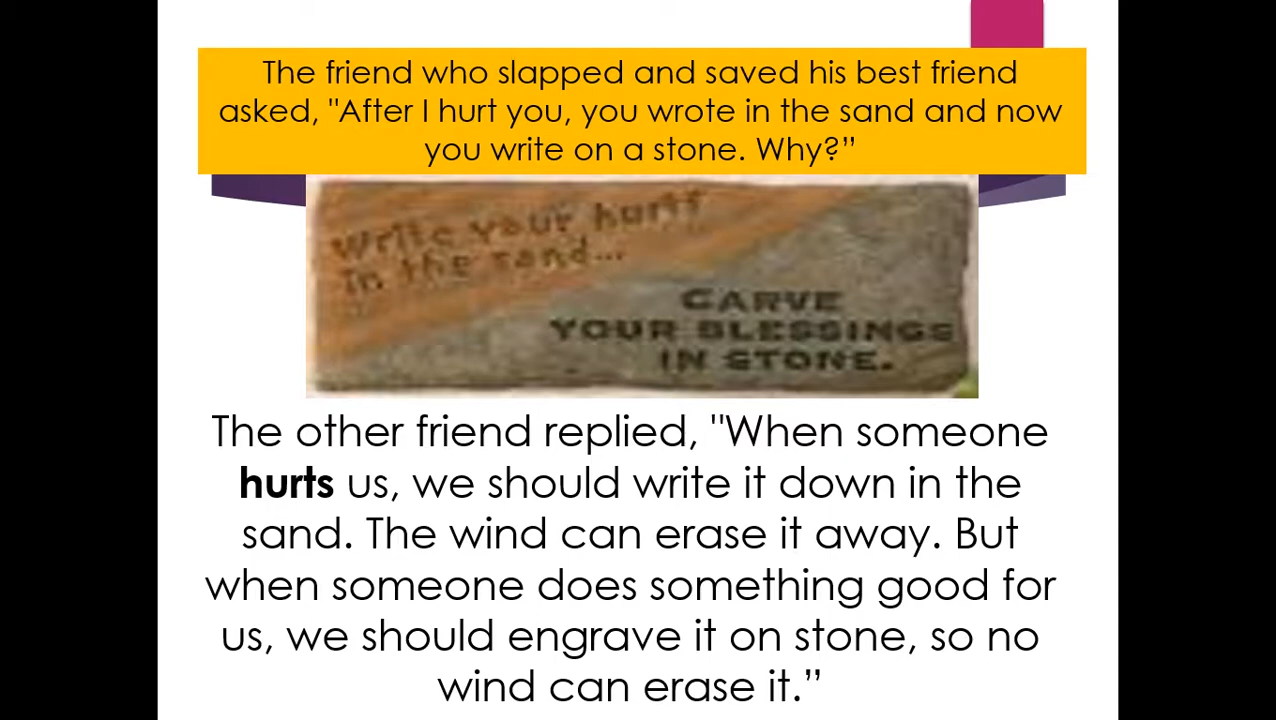 The friend who slapped and saved his best friend
asked, "After I hurt you, you wrote in the sand and now
you write on a stone. Why?”
Write your hurts
in the sand...
CARVE
YOUR BLESSINGS
IN STONE.
The other friend replied, "When someone
hurts us, we should write it down in the
sand. The wind can erase it away. But
when someone does something good for
us, we should engrave it on stone, so no
wind can erase it.”